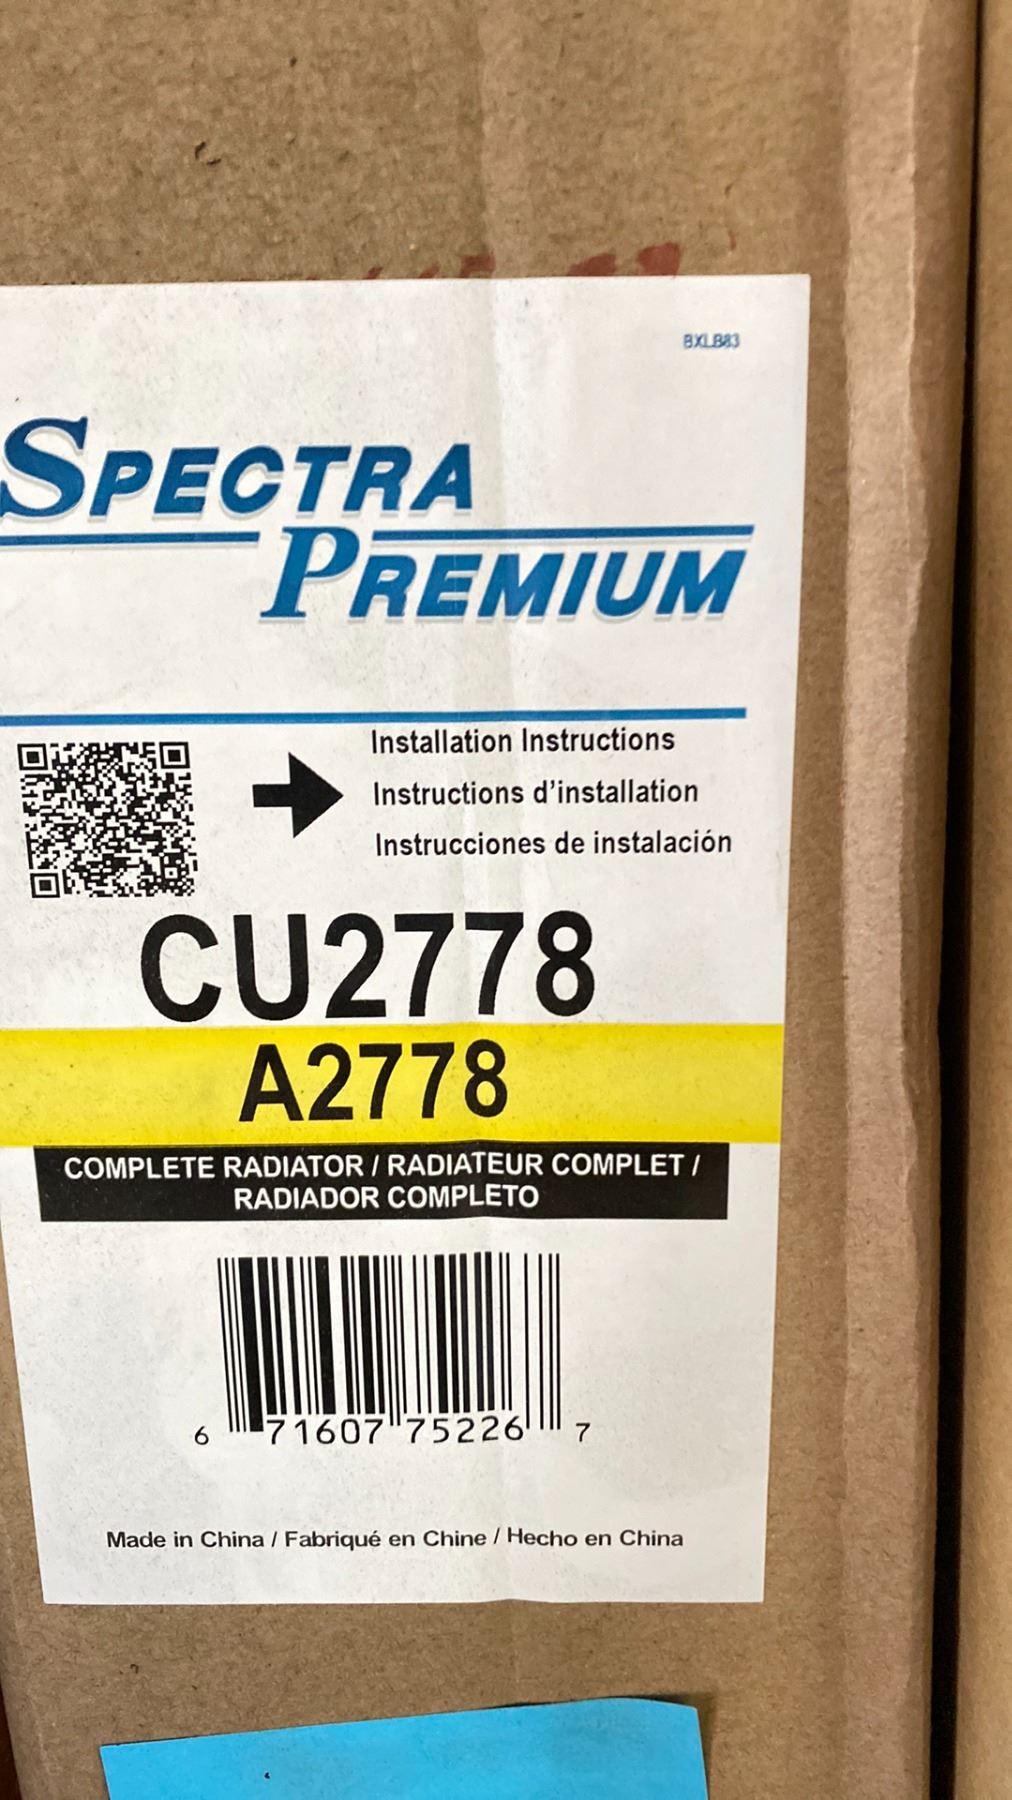 BXLB83
SPECTRA
PREMIUM
Installation Instructions
Instructions d'installation
Instrucciones de instalación
CU2778
A2778
COMPLETE RADIATOR / RADIATEUR COMPLET /
RADIADOR COMPLETO
6 71607 75226 7
Made in China / Fabriqué en Chine / Hecho en China